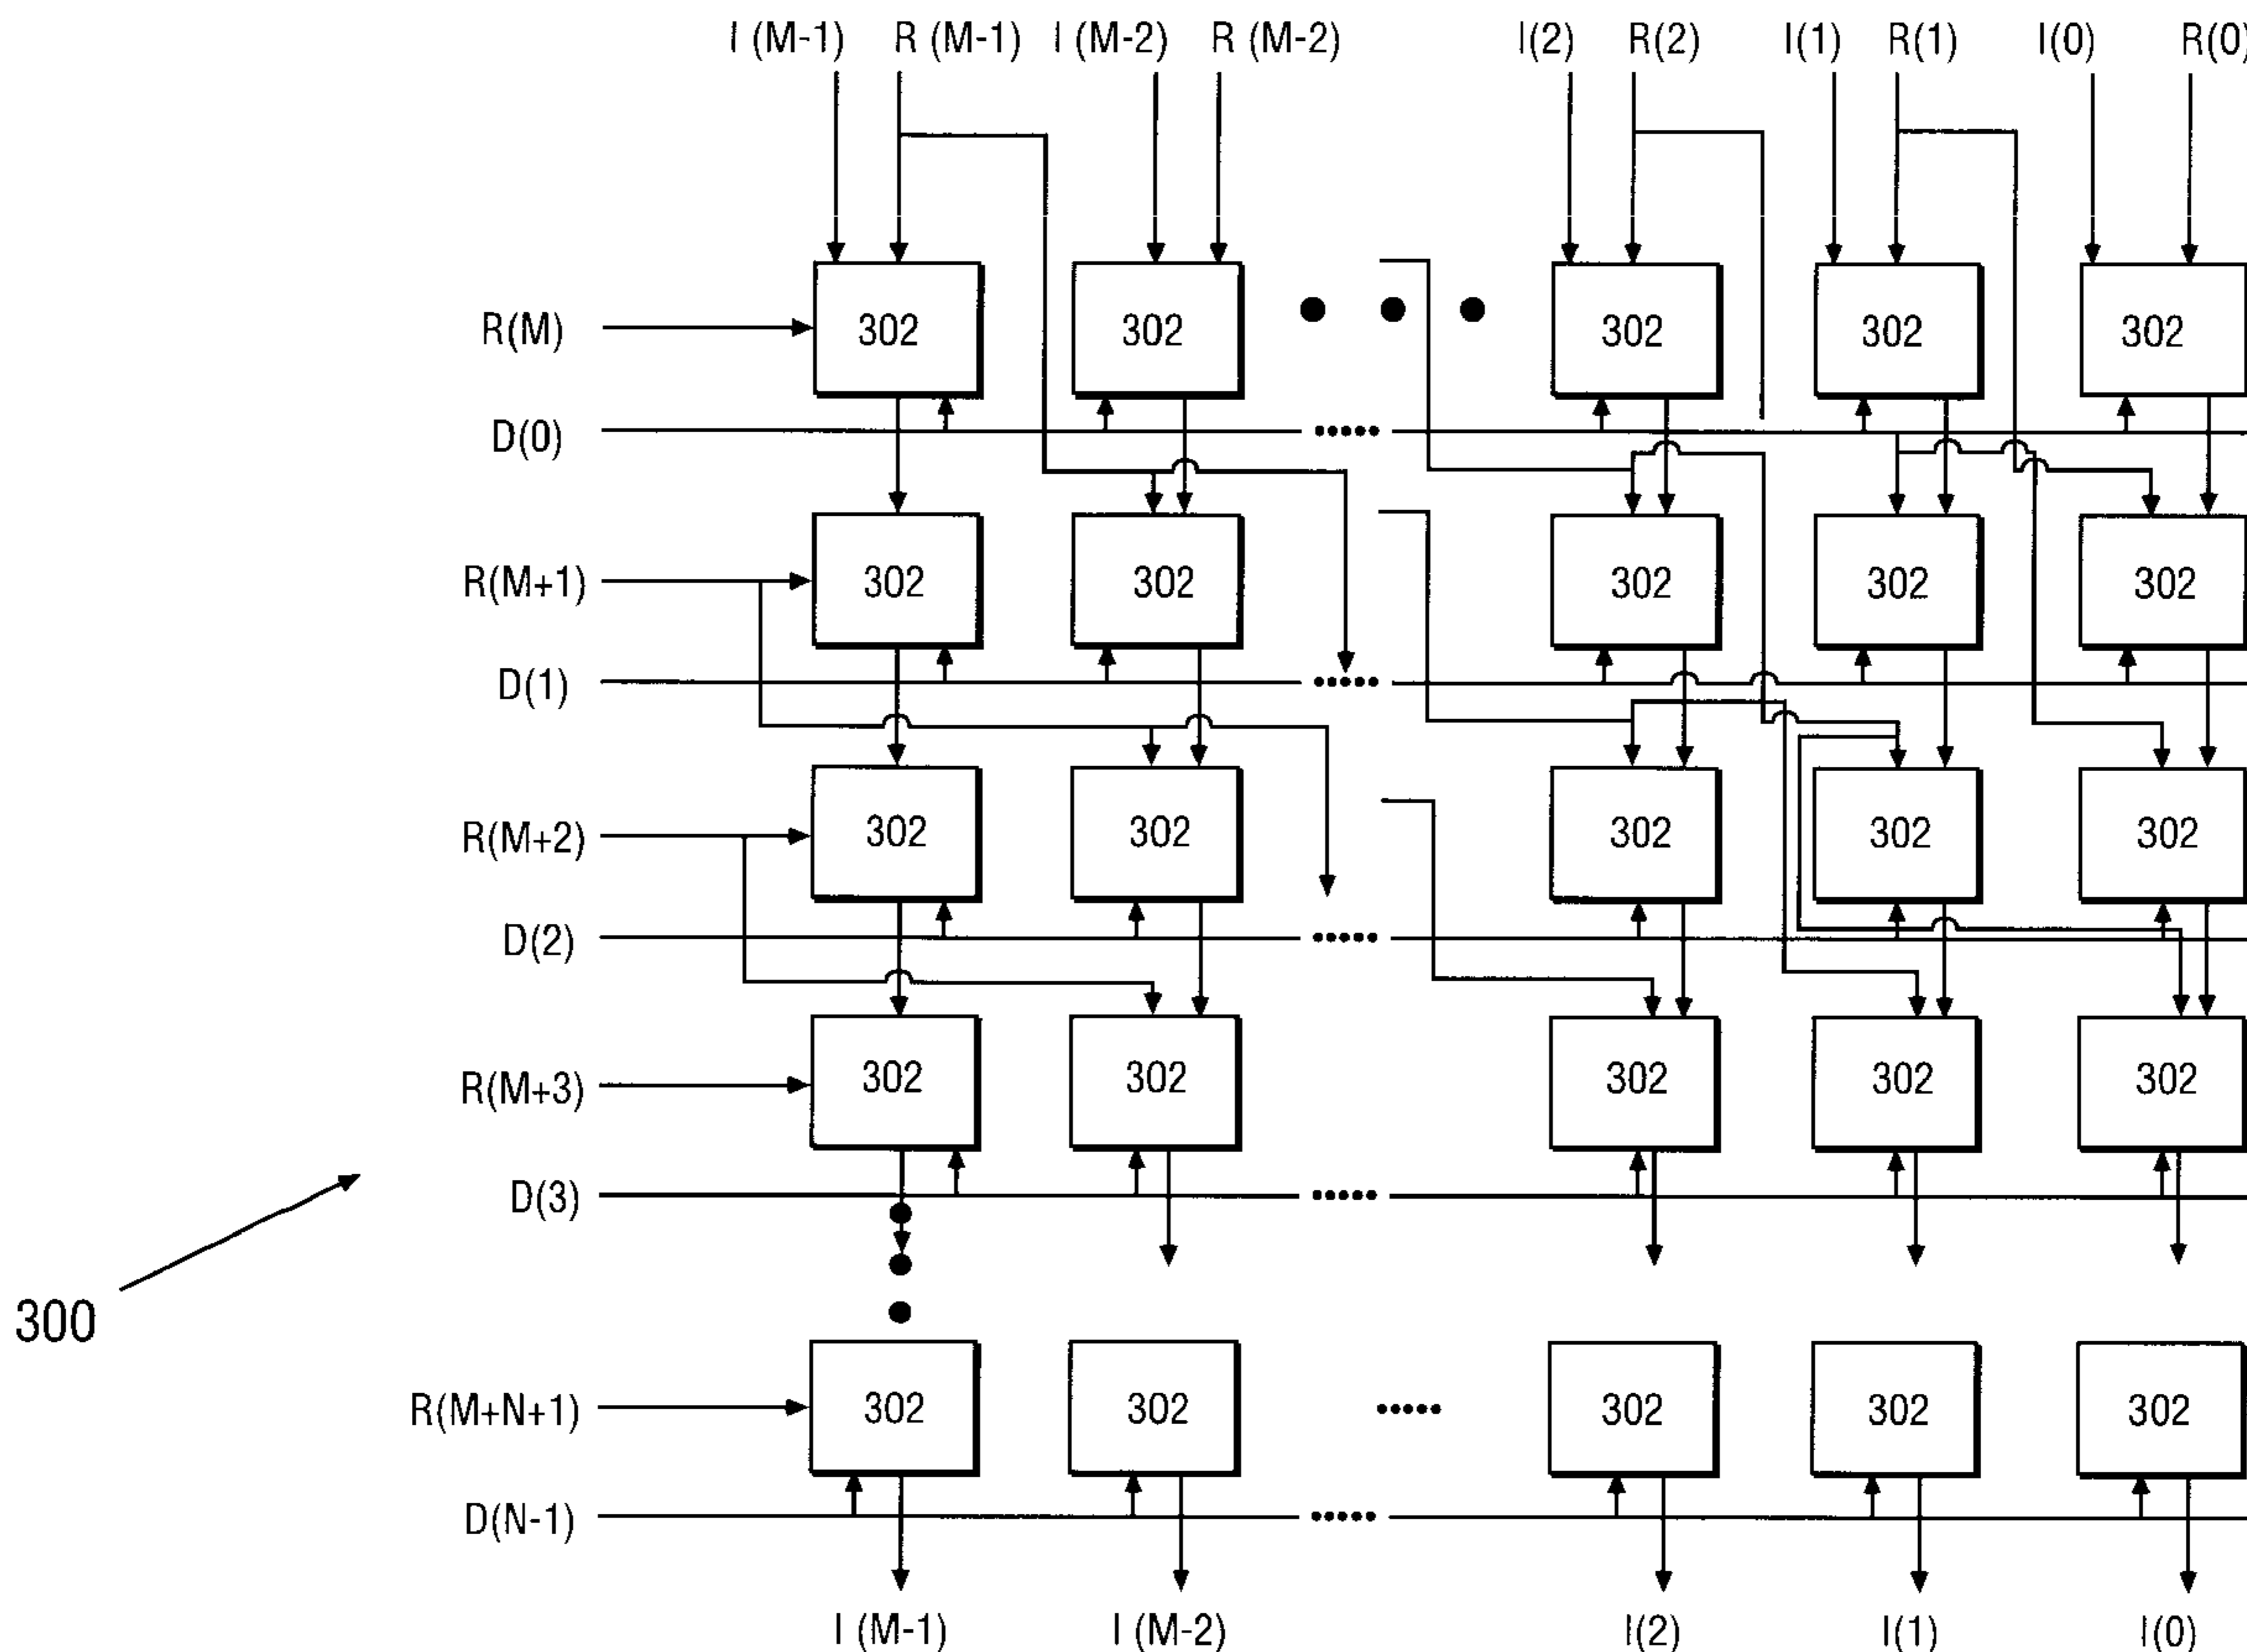 I (M-1) R (M-1) I (M-2) R (M-2) I(2) R(2) I(1) R(1) I(0) R(0)
R(M) 302 302 302 302 302
D(0)
R(M+1) 302 302 302 302 302
D(1)
R(M+2) 302 302 302 302 302
D(2)
R(M+3) 302 302 302 302 302
D(3)
300
R(M+N+1) 302 302 302 302 302
D(N-1)
I (M-1) I (M-2) I(2) I(1) I(0)